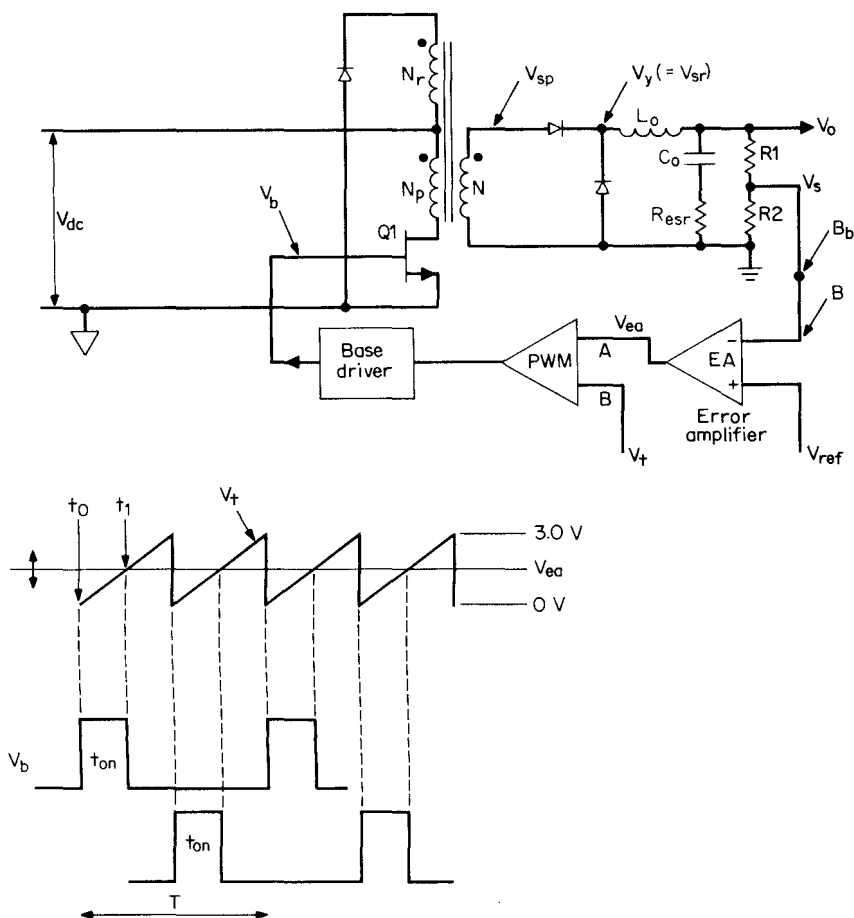 N_r
V_sp
V_y (= V_sr)
L_o
V_o
C_o
R1
V_s
N_p
N
V_b
R_esr
R2
V_dc
Q1
B_b
B
V_ea
Base
driver
PWM
A
B
EA
−
+
Error
amplifier
V_t
V_ref
t_0
t_1
V_t
3.0 V
V_ea
0 V
V_b
t_on
t_on
T